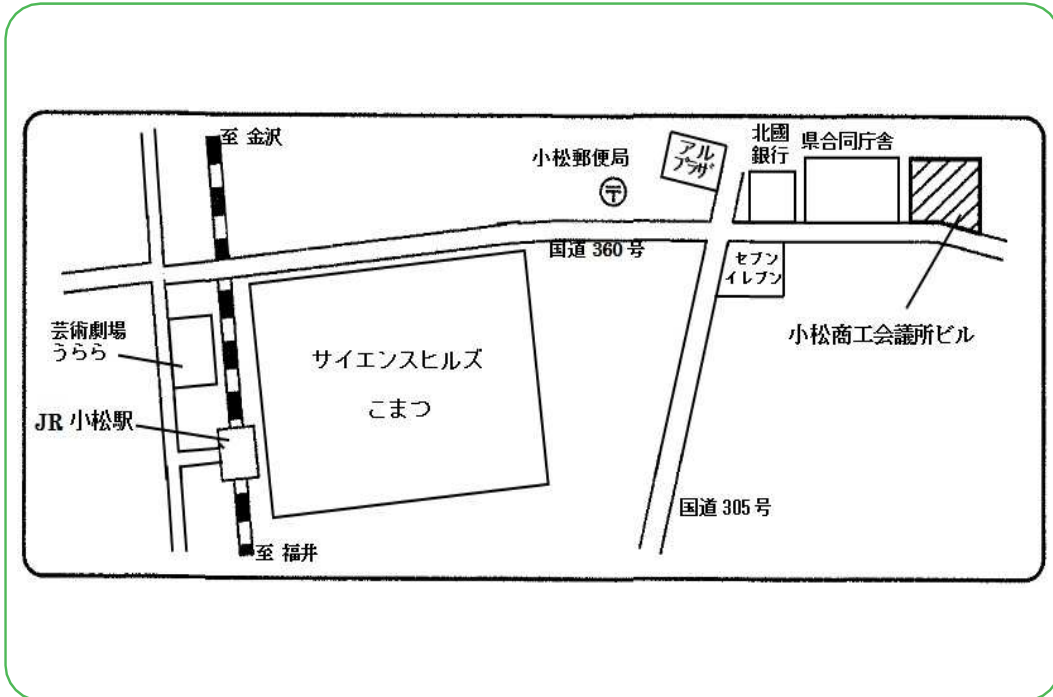 至 金沢
小松郵便局
〒
アル
プラザ
北國
銀行
県合同庁舎
国道 360 号
セブン
イレブン
小松商工会議所ビル
芸術劇場
うらら
サイエンスヒルズ
こまつ
JR 小松駅
国道 305 号
至 福井